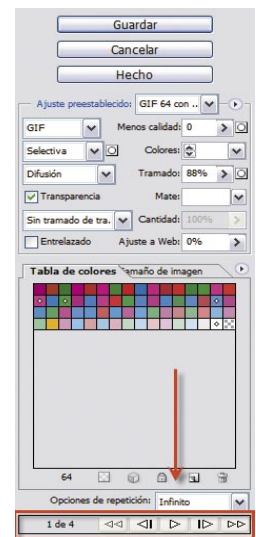 Guardar
Cancelar
Hecho
Ajuste preestablecido: GIF 64 con ...
GIF Menos calidad: 0
Selectiva Colores:
Difusión Tramado: 88%
Transparencia Mate:
Sin tramado de tra. Cantidad: 100%
Entrelazado Ajuste a Web: 0%
Tabla de colores Tamaño de imagen
64
Opciones de repetición: Infinito
1 de 4